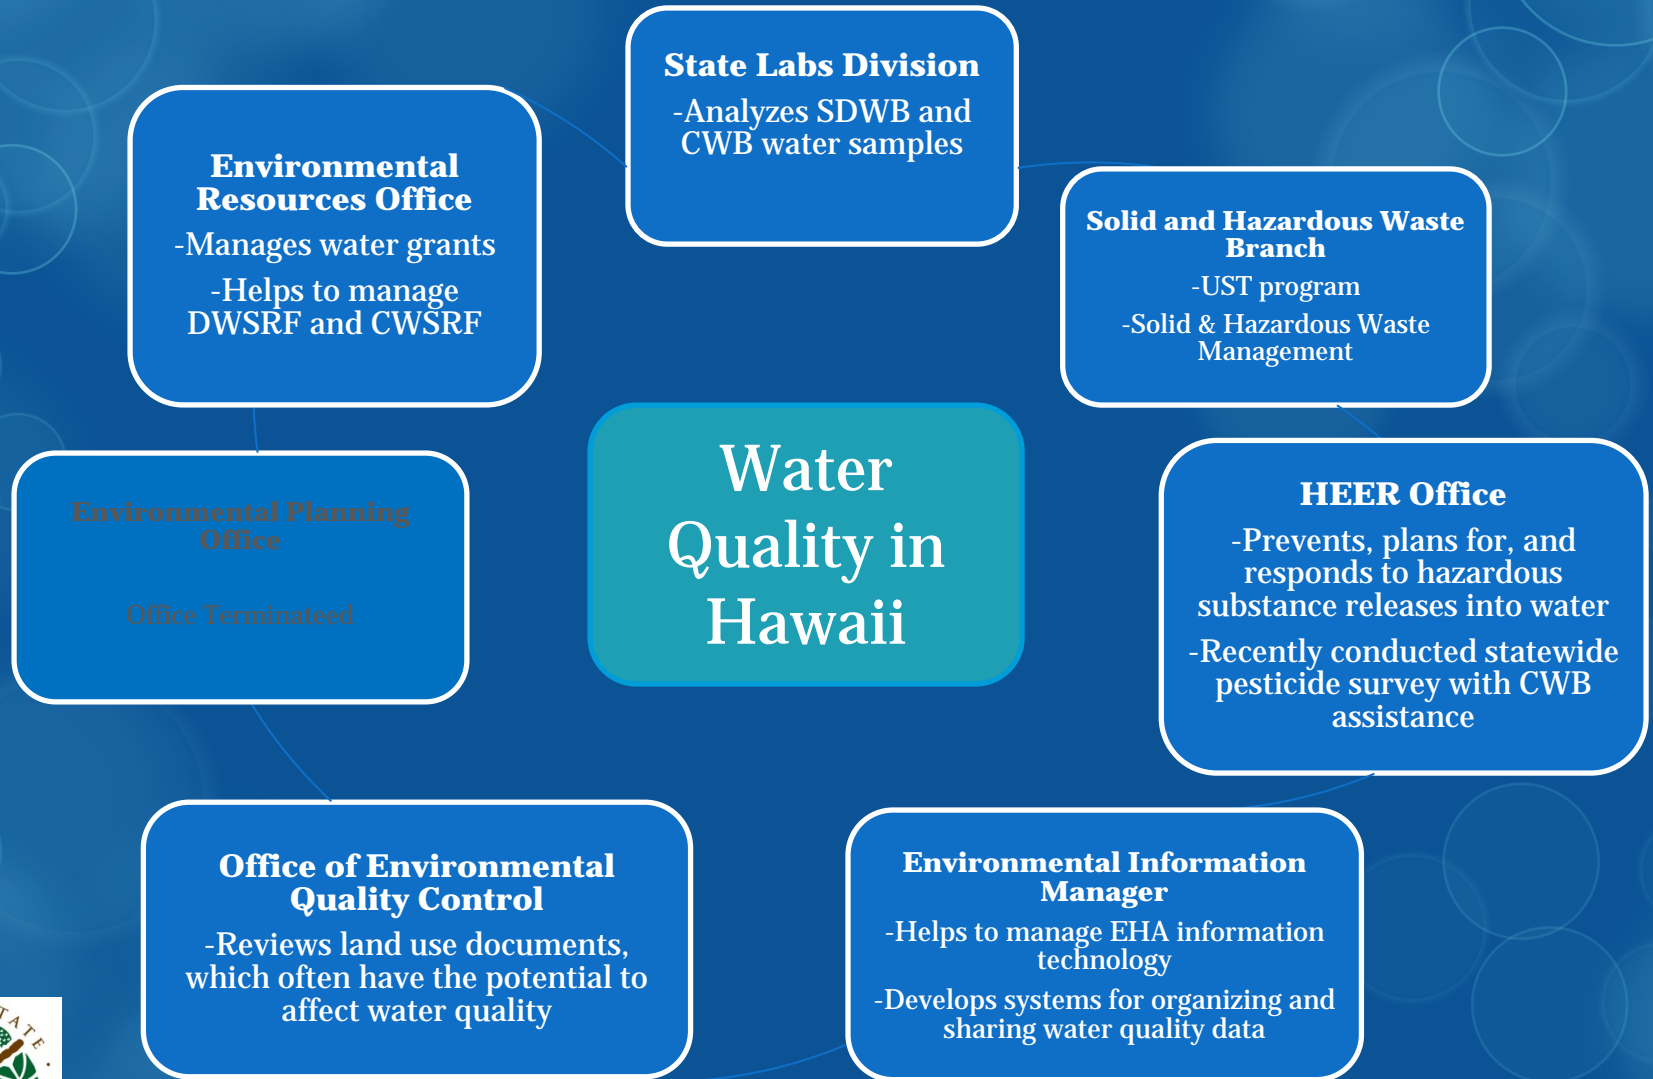 State Labs Division
-Analyzes SDWB and
CWB water samples
Environmental
Resources Office
-Manages water grants
-Helps to manage
DWSRF and CWSRF
Solid and Hazardous Waste
Branch
-UST program
-Solid & Hazardous Waste
Management
Water
Quality in
Hawaii
Environmental Planning
Office
Office Terminateed
HEER Office
-Prevents, plans for, and
responds to hazardous
substance releases into water
-Recently conducted statewide
pesticide survey with CWB
assistance
Office of Environmental
Quality Control
-Reviews land use documents,
which often have the potential to
affect water quality
Environmental Information
Manager
-Helps to manage EHA information
technology
-Develops systems for organizing and
sharing water quality data